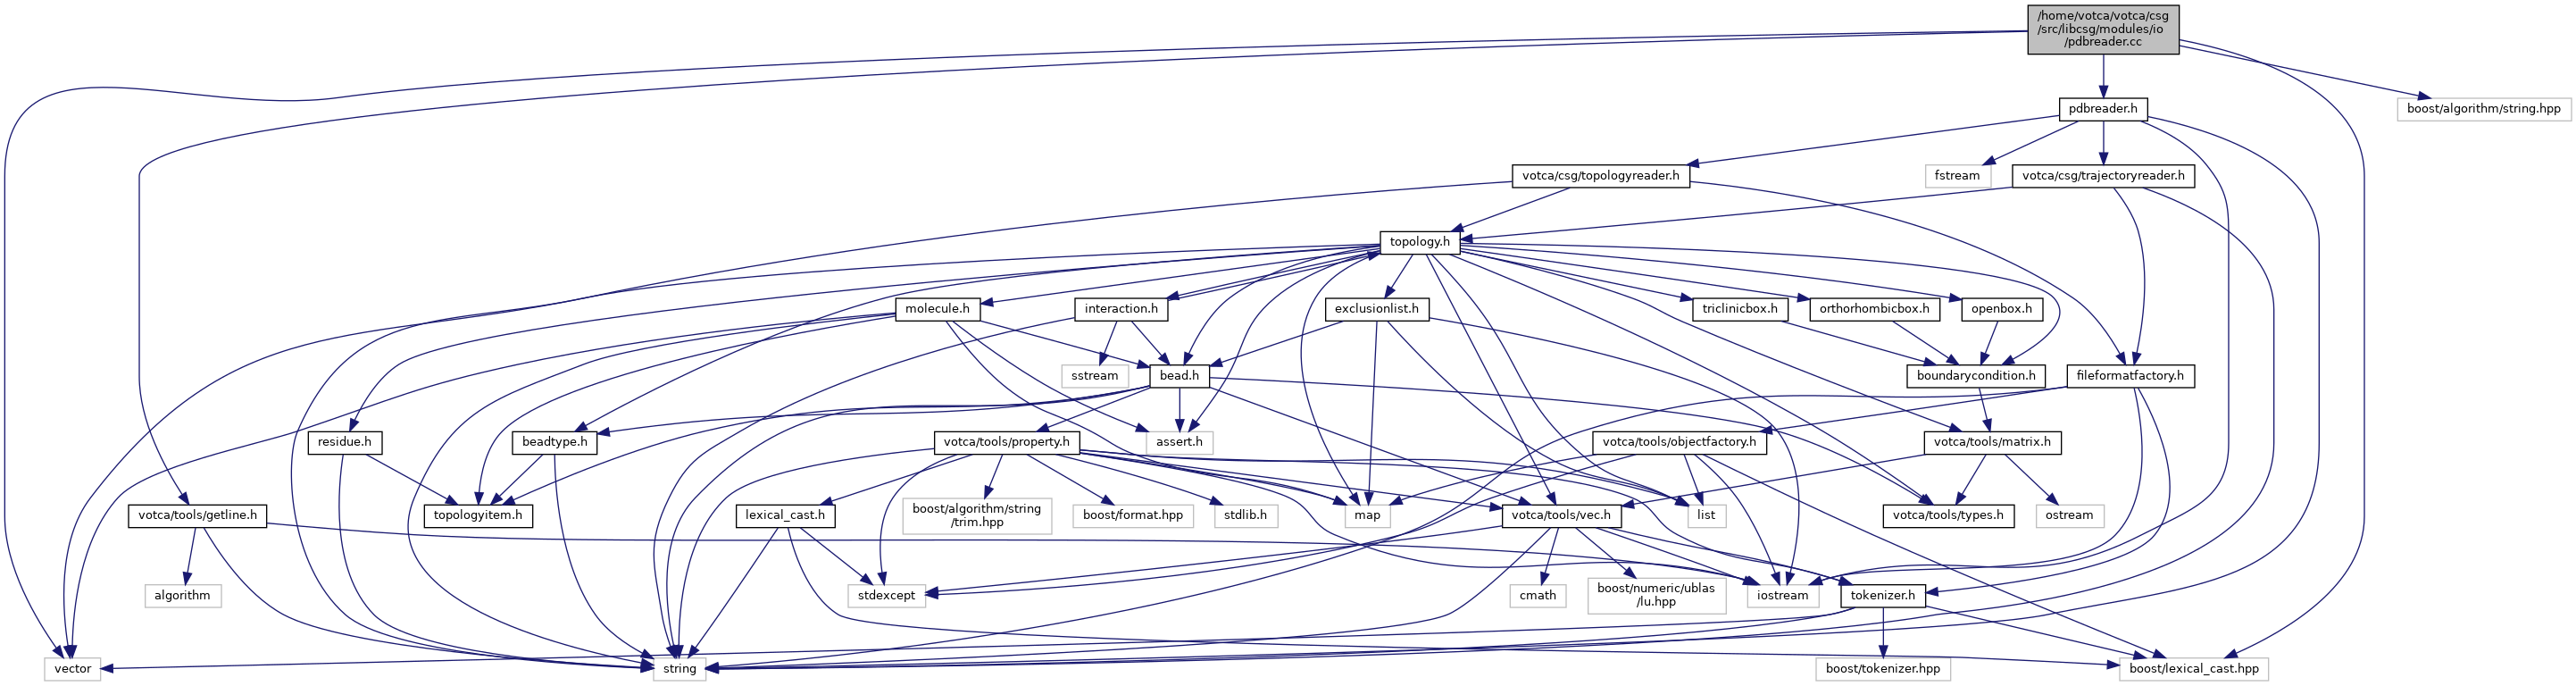 /home/votca/votca/csg
/src/libcsg/modules/io
/pdbreader.cc
pdbreader.h
boost/algorithm/string.hpp
votca/csg/topologyreader.h
fstream
votca/csg/trajectoryreader.h
topology.h
molecule.h
interaction.h
exclusionlist.h
triclinicbox.h
orthorhombicbox.h
openbox.h
sstream
bead.h
boundarycondition.h
fileformatfactory.h
residue.h
beadtype.h
votca/tools/property.h
assert.h
votca/tools/objectfactory.h
votca/tools/matrix.h
votca/tools/getline.h
topologyitem.h
lexical_cast.h
boost/algorithm/string
/trim.hpp
boost/format.hpp
stdlib.h
map
votca/tools/vec.h
list
votca/tools/types.h
ostream
algorithm
stdexcept
cmath
boost/numeric/ublas
/lu.hpp
iostream
tokenizer.h
vector
string
boost/tokenizer.hpp
boost/lexical_cast.hpp